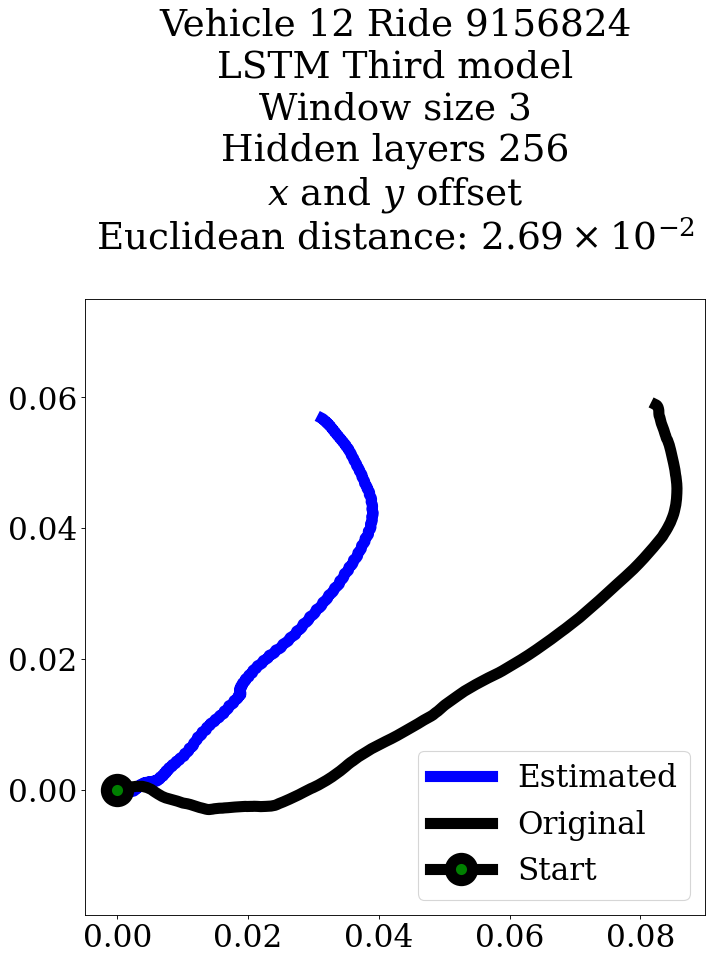 Vehicle 12 Ride 9156824
LSTM Third model
Window size 3
Hidden layers 256
x and y offset
Euclidean distance: 2.69 × 10⁻²
0.06
0.04
0.02
0.00
Estimated
Original
Start
0.00 0.02 0.04 0.06 0.08